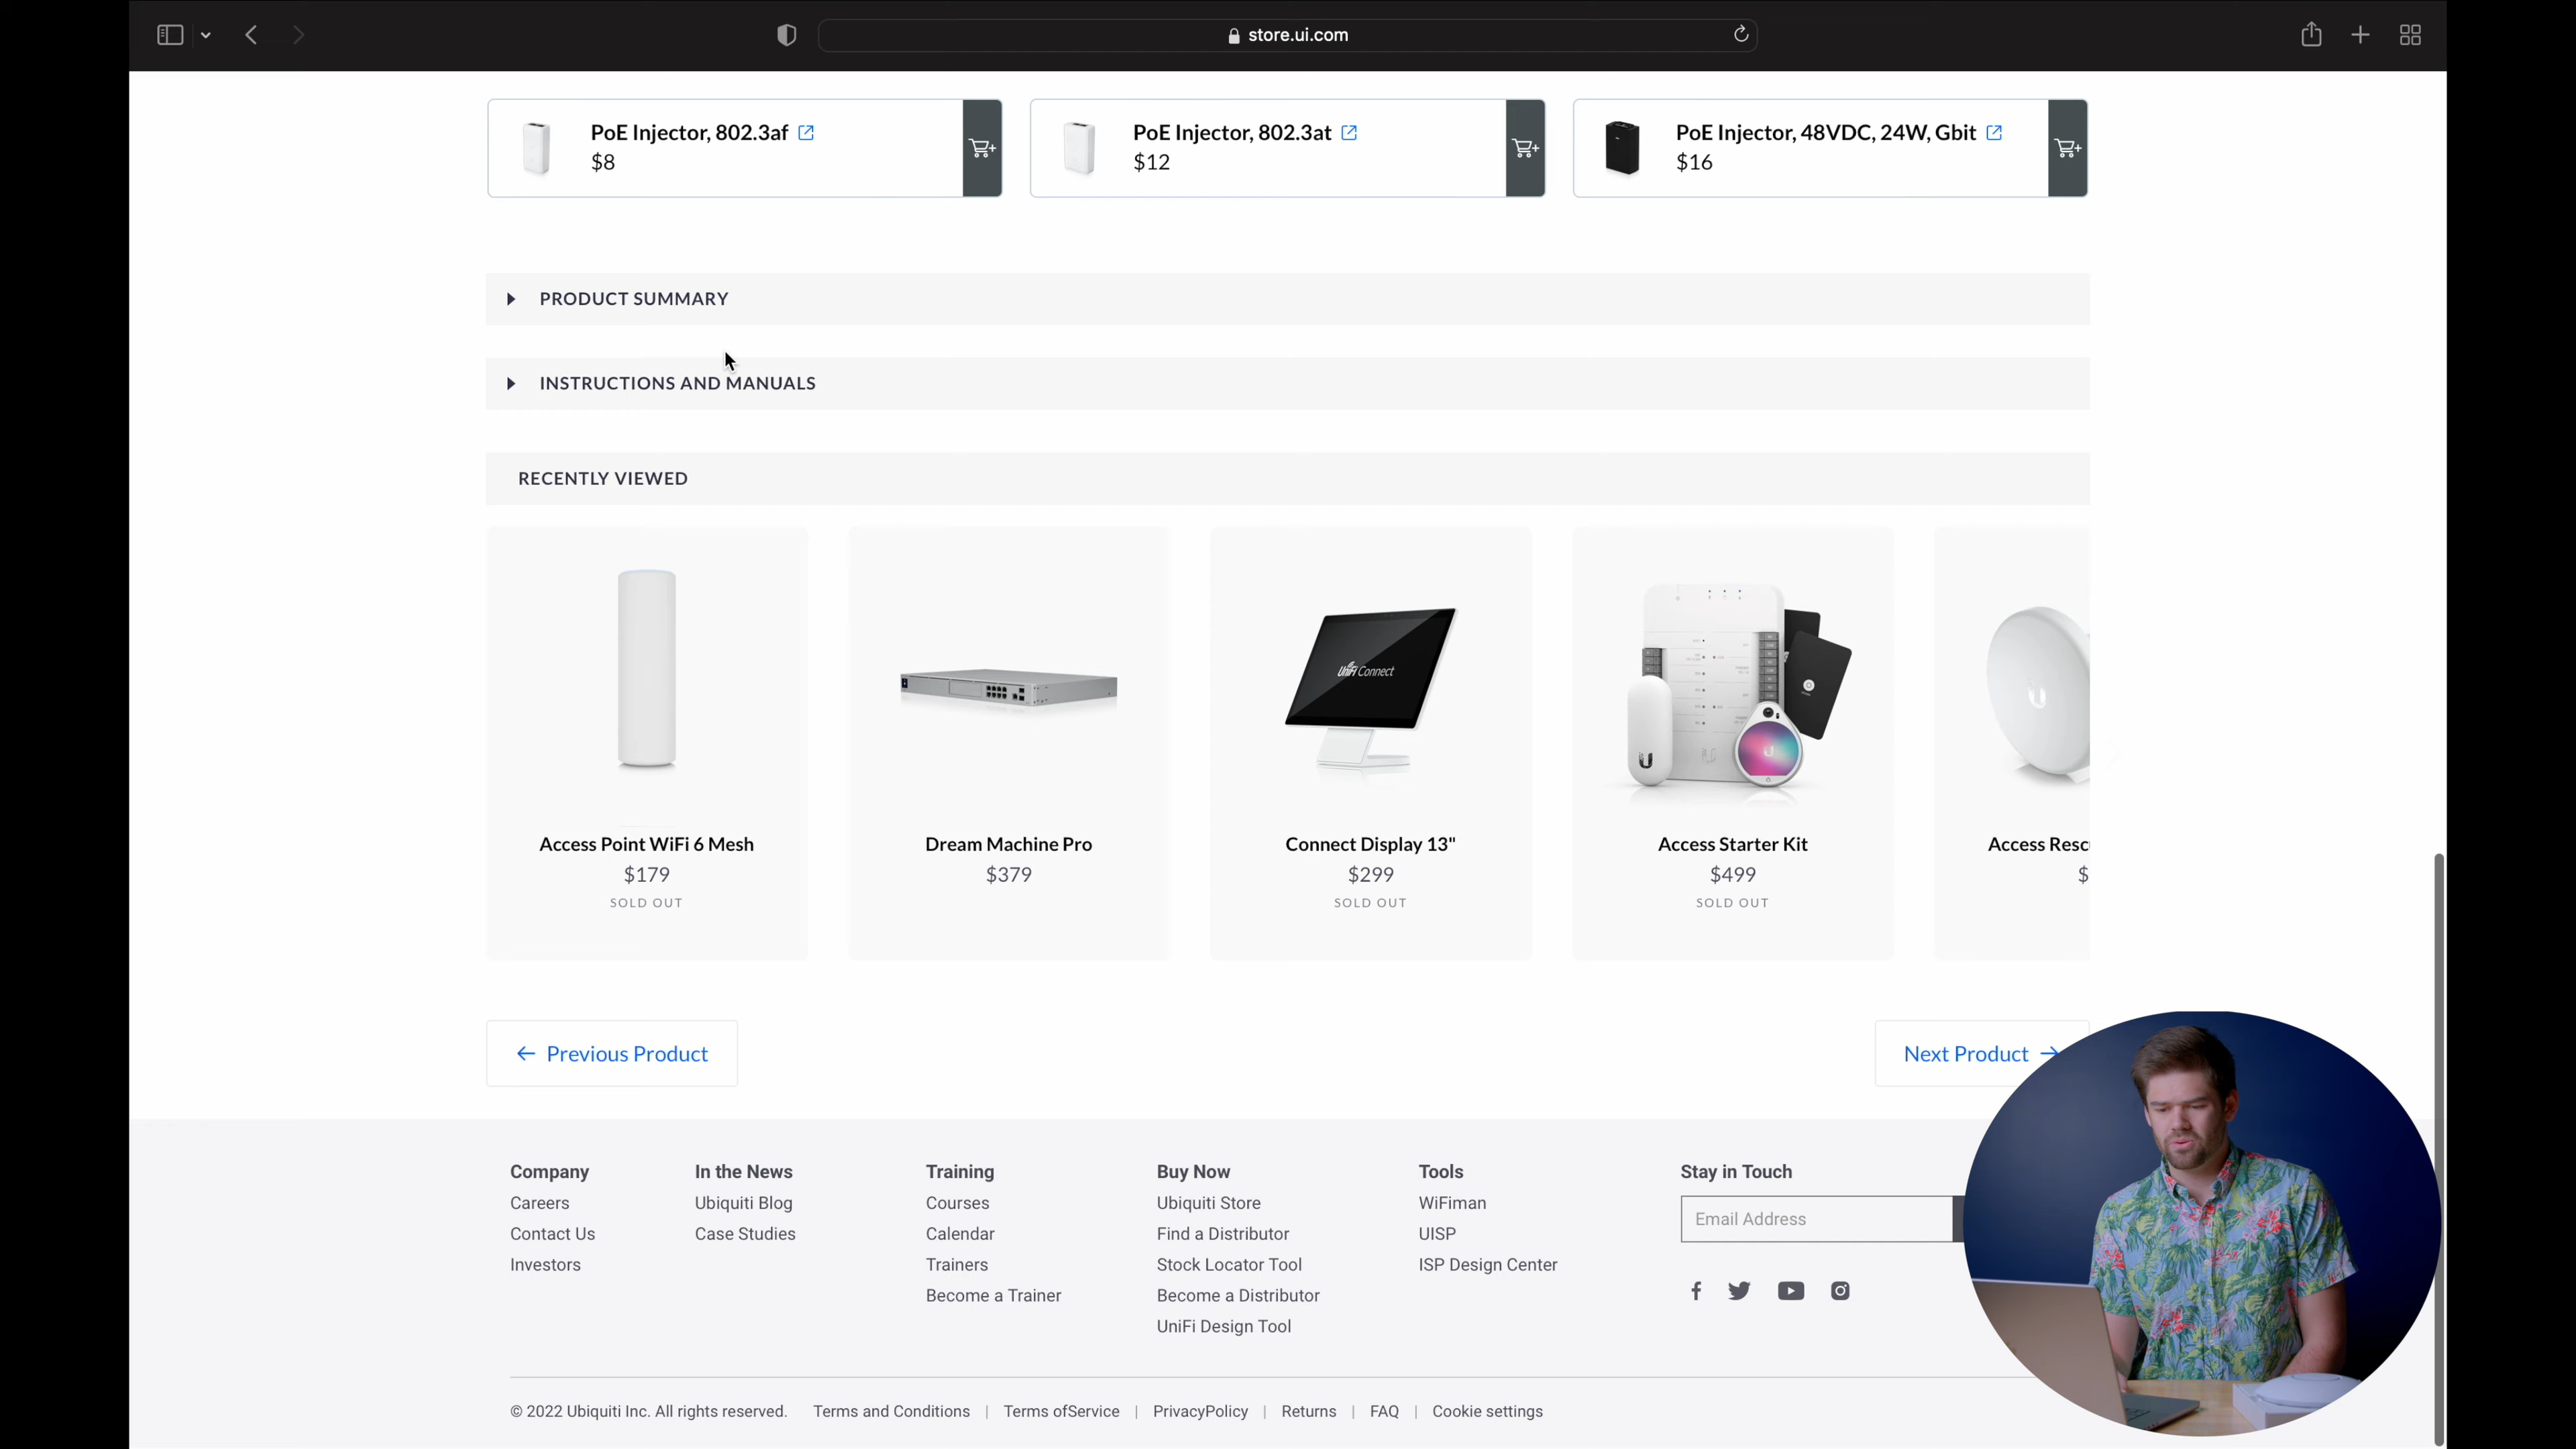 store.ui.com
PoE Injector, 802.3af
$8
PoE Injector, 802.3at
$12
PoE Injector, 48VDC, 24W, Gbit
$16
PRODUCT SUMMARY
INSTRUCTIONS AND MANUALS
RECENTLY VIEWED
UniFi Connect
Access Point WiFi 6 Mesh
$179
SOLD OUT
Dream Machine Pro
$379
Connect Display 13"
$299
SOLD OUT
Access Starter Kit
$499
SOLD OUT
Access
$
← Previous Product
Next Product →
Company
Careers
Contact Us
Investors
In the News
Ubiquiti Blog
Case Studies
Training
Courses
Calendar
Trainers
Become a Trainer
Buy Now
Ubiquiti Store
Find a Distributor
Stock Locator Tool
Become a Distributor
UniFi Design Tool
Tools
WiFiman
UISP
ISP Design Center
Stay in Touch
Email Address
© 2022 Ubiquiti Inc. All rights reserved. Terms and Conditions | Terms ofService | PrivacyPolicy | Returns | FAQ | Cookie settings